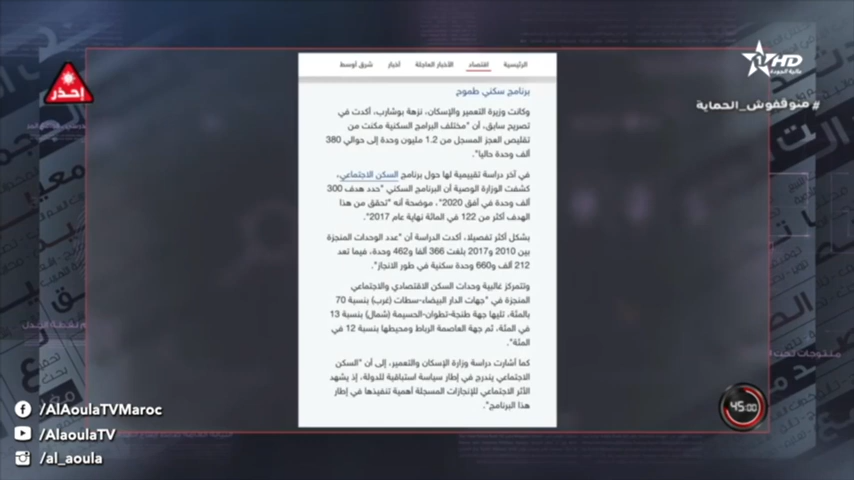 الرئيسية اقتصاد الأخبار العاجلة أخبار شرق أوسط
برنامج سكني طموح
وكانت وزيرة التعمير والإسكان، نزهة بوشارب، أكدت في
تصريح سابق، أن "مختلف البرامج السكنية مكنت من
تقليص العجز المسجل من 1.2 مليون وحدة إلى حوالي 380
ألف وحدة حاليا".
في آخر دراسة تقييمية لها حول برنامج السكن الاجتماعي،
كشفت الوزارة الوصية أن البرنامج السكني "حدد هدف 300
ألف وحدة في أفق 2020"، موضحة أنه "تحقق من هذا
الهدف أكثر من 122 في المائة نهاية عام 2017".
بشكل أكثر تفصيلا، أكدت الدراسة أن "عدد الوحدات المنجزة
بين 2010 و2017 بلغت 366 ألفا و462 وحدة، فيما تعد
212 ألف و660 وحدة سكنية في طور الانجاز".
وتتمركز غالبية وحدات السكن الاقتصادي والاجتماعي
المنجزة في "جهات الدار البيضاء-سطات (غرب) بنسبة 70
بالمئة، تليها جهة طنجة-تطوان-الحسيمة (شمال) بنسبة 13
في المئة، ثم جهة العاصمة الرباط ومحيطها بنسبة 12 في
المئة".
كما أشارت دراسة وزارة الإسكان والتعمير، إلى أن "السكن
الاجتماعي يندرج في إطار سياسة استباقية للدولة، إذ يشهد
الأثر الاجتماعي للإنجازات المسجلة أهمية تنفيذها في إطار
هذا البرنامج".
إحذر
HD
عالية الجودة
#متوقفوش_الحماية
45:00
/AlAoulaTVMaroc
/AlaoulaTV
/al_aoula